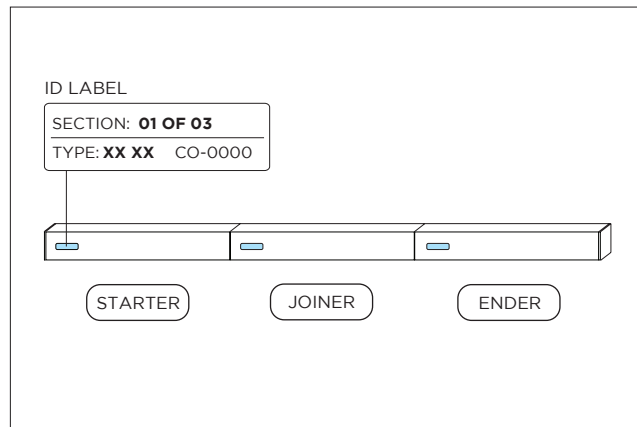 ID LABEL
SECTION: 01 OF 03
TYPE: XX XX CO-0000
STARTER JOINER ENDER